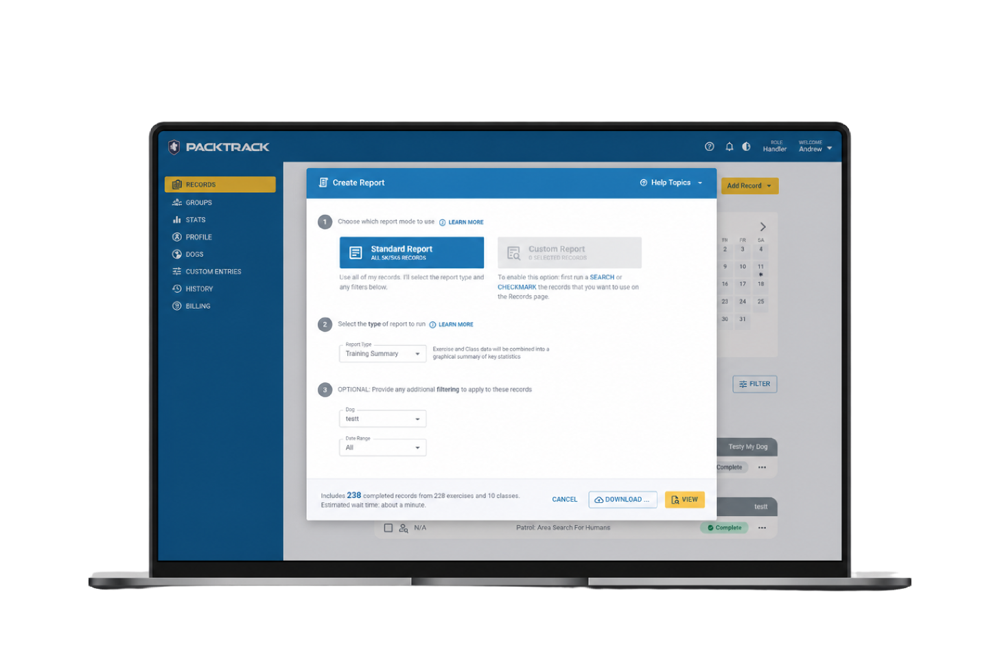 PACKTRACK
ROLE
Handler
WELCOME
Andrew
RECORDS
GROUPS
STATS
PROFILE
DOGS
CUSTOM ENTRIES
HISTORY
BILLING
Create Report
Help Topics
Add Record
1
Choose which report mode to use
LEARN MORE
Standard Report
ALL 5K/5K6 RECORDS
Custom Report
0 SELECTED RECORDS
Use all of my records. I'll select the report type and
any filters below.
To enable this option: first run a SEARCH or
CHECKMARK the records that you want to use on
the Records page.
FR SA
2 3 4
9 10 11
16 17 18
23 24 25
30 31
2
Select the type of report to run
LEARN MORE
Report Type
Training Summary
Exercise and Class data will be combined into a
graphical summary of key statistics
FILTER
3
OPTIONAL: Provide any additional filtering to apply to these records
Dog
testt
Date Range
All
Testy My Dog
Complete
Includes 238 completed records from 228 exercises and 10 classes.
Estimated wait time: about a minute.
CANCEL
DOWNLOAD ...
VIEW
testt
N/A
Patrol: Area Search For Humans
Complete